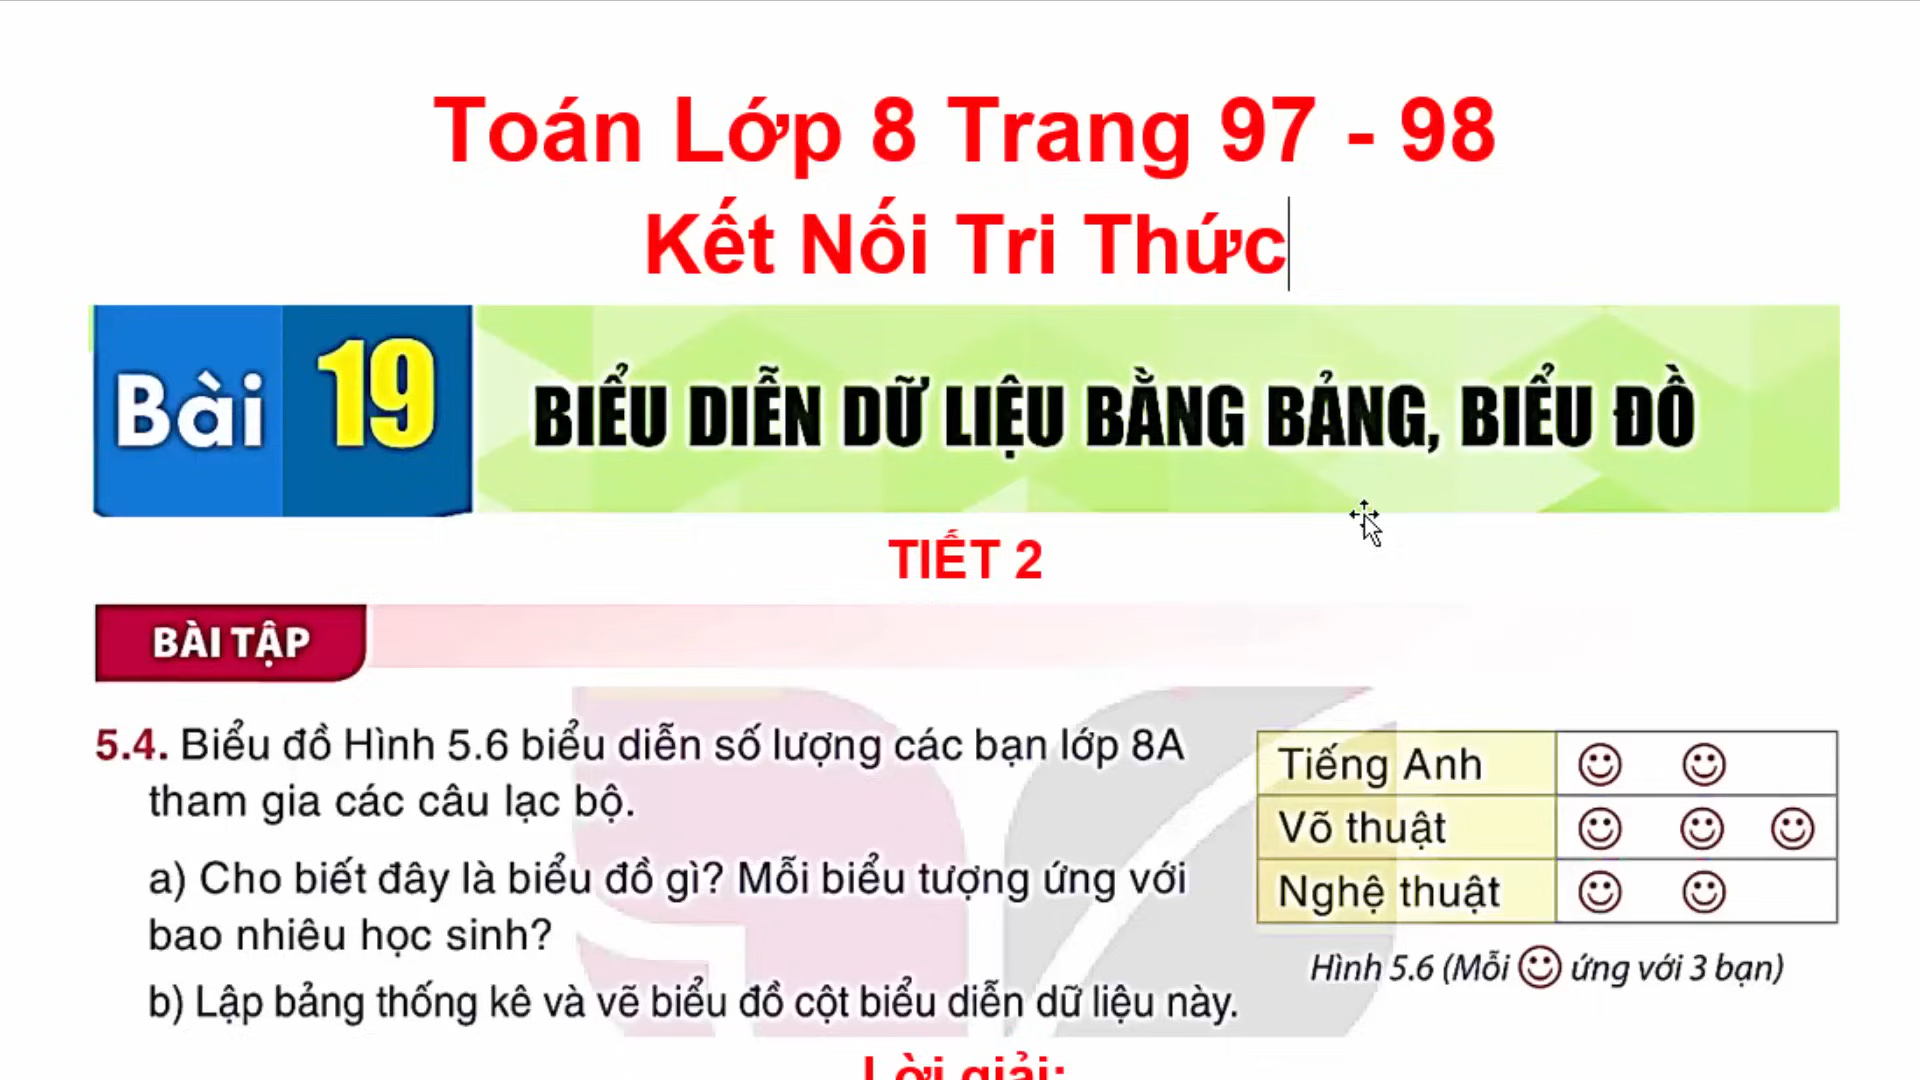 Toán Lớp 8 Trang 97 - 98
Kết Nối Tri Thức
Bài 19
BIỂU DIỄN DỮ LIỆU BẰNG BẢNG, BIỂU ĐỒ
TIẾT 2
BÀI TẬP
5.4. Biểu đồ Hình 5.6 biểu diễn số lượng các bạn lớp 8A
tham gia các câu lạc bộ.
a) Cho biết đây là biểu đồ gì? Mỗi biểu tượng ứng với
bao nhiêu học sinh?
b) Lập bảng thống kê và vẽ biểu đồ cột biểu diễn dữ liệu này.
Tiếng Anh
Võ thuật
Nghệ thuật
Hình 5.6 (Mỗi ứng với 3 bạn)
Lời giải: